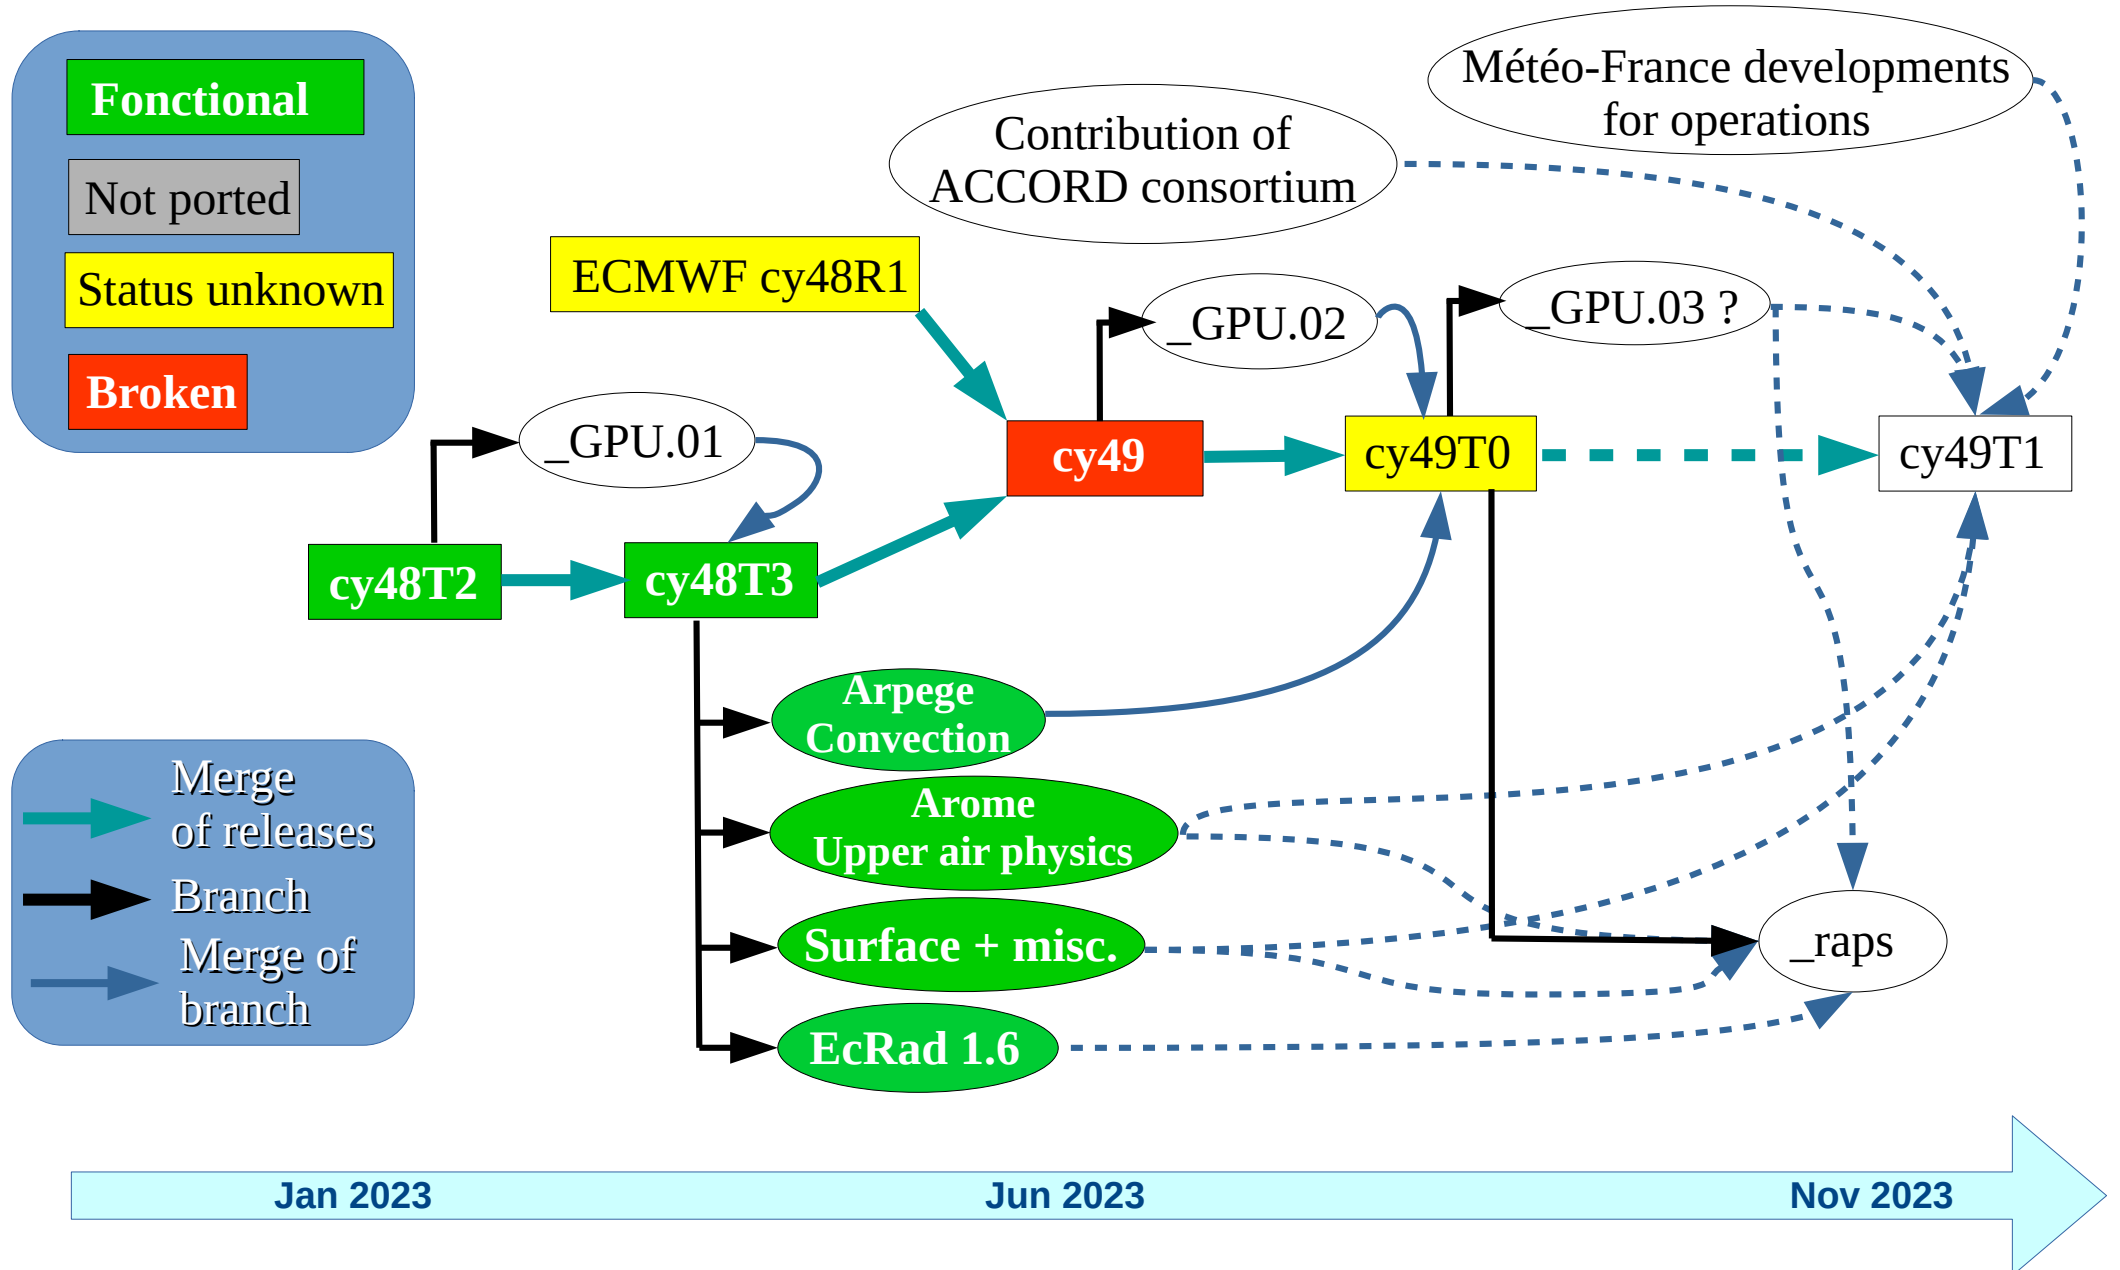 Fonctional
Not ported
Status unknown
Broken
Météo-France developments
for operations
Contribution of
ACCORD consortium
ECMWF cy48R1
_GPU.02
_GPU.03 ?
_GPU.01
cy49
cy49T0
cy49T1
cy48T2
cy48T3
Arpege
Convection
Arome
Upper air physics
Surface + misc.
_raps
EcRad 1.6
Merge
of releases
Branch
Merge of
branch
Jan 2023
Jun 2023
Nov 2023